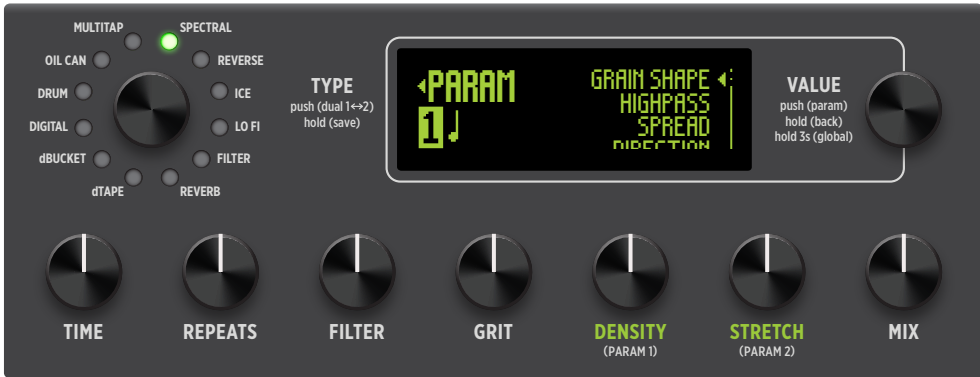 MULTITAP
SPECTRAL
OIL CAN
REVERSE
DRUM
ICE
DIGITAL
LO FI
dBUCKET
FILTER
dTAPE
REVERB
TYPE
push (dual 1↔2)
hold (save)
PARAM
1
GRAIN SHAPE
HIGHPASS
SPREAD
DIRECTION
VALUE
push (param)
hold (back)
hold 3s (global)
TIME
REPEATS
FILTER
GRIT
DENSITY
(PARAM 1)
STRETCH
(PARAM 2)
MIX